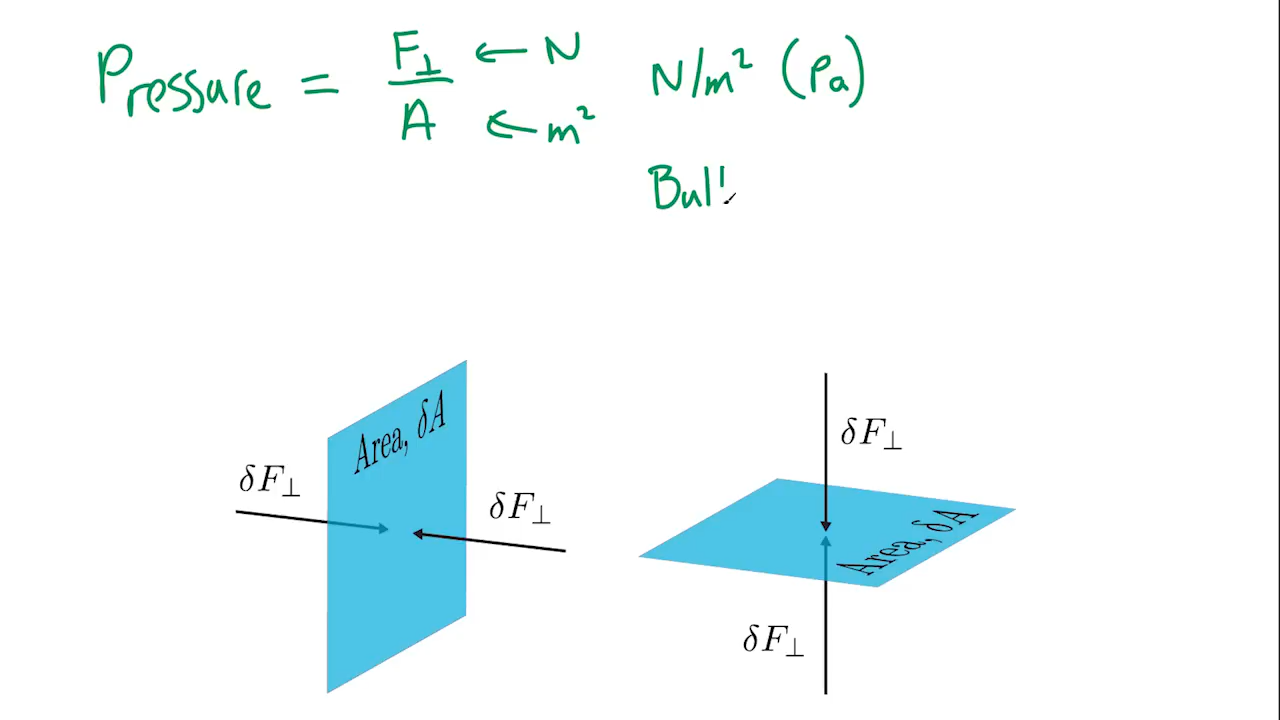 Pressure = F⊥/A ← N ← m² N/m² (Pa)
Area, δA
δF⊥
δF⊥
δF⊥
Area, δA
δF⊥